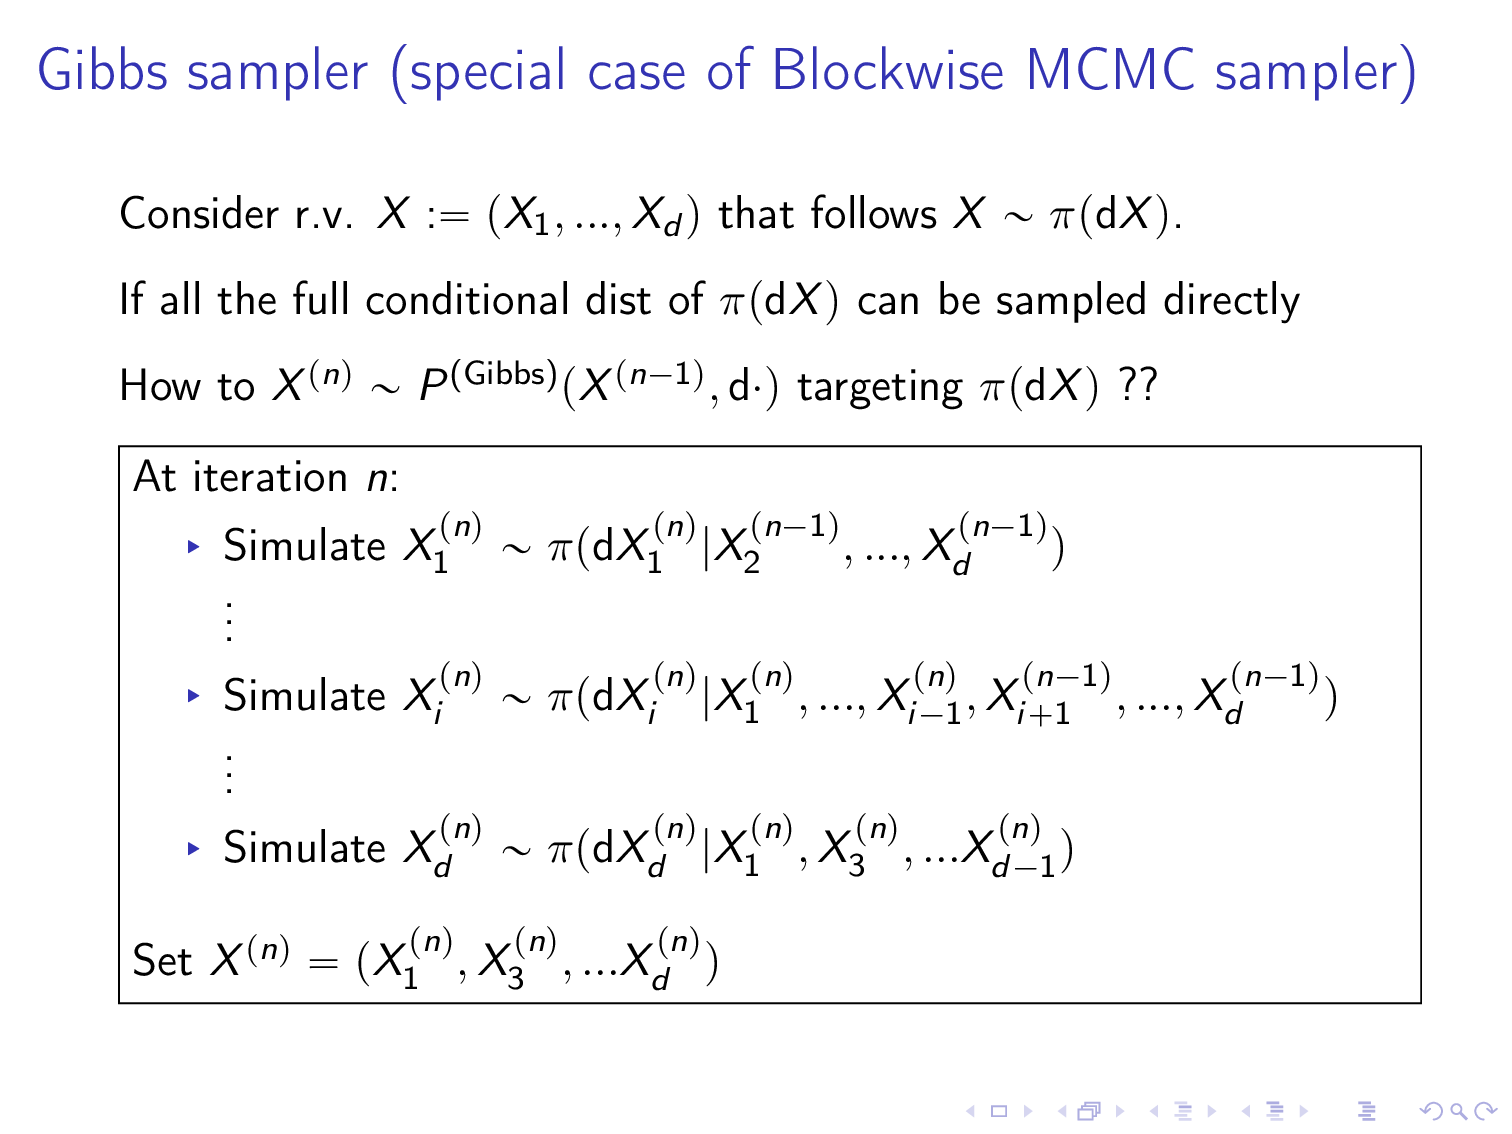 Gibbs sampler (special case of Blockwise MCMC sampler)
Consider r.v. $X := (X_1, ..., X_d)$ that follows $X \sim \pi(\mathrm{d}X)$.
If all the full conditional dist of $\pi(\mathrm{d}X)$ can be sampled directly
How to $X^{(n)} \sim P^{(\text{Gibbs})}(X^{(n-1)}, \mathrm{d}\cdot)$ targeting $\pi(\mathrm{d}X)$ ??
At iteration $n$:
▸ Simulate $X_1^{(n)} \sim \pi(\mathrm{d}X_1^{(n)}|X_2^{(n-1)}, ..., X_d^{(n-1)})$
⋮
▸ Simulate $X_i^{(n)} \sim \pi(\mathrm{d}X_i^{(n)}|X_1^{(n)}, ..., X_{i-1}^{(n)}, X_{i+1}^{(n-1)}, ..., X_d^{(n-1)})$
⋮
▸ Simulate $X_d^{(n)} \sim \pi(\mathrm{d}X_d^{(n)}|X_1^{(n)}, X_3^{(n)}, ...X_{d-1}^{(n)})$
Set $X^{(n)} = (X_1^{(n)}, X_3^{(n)}, ...X_d^{(n)})$